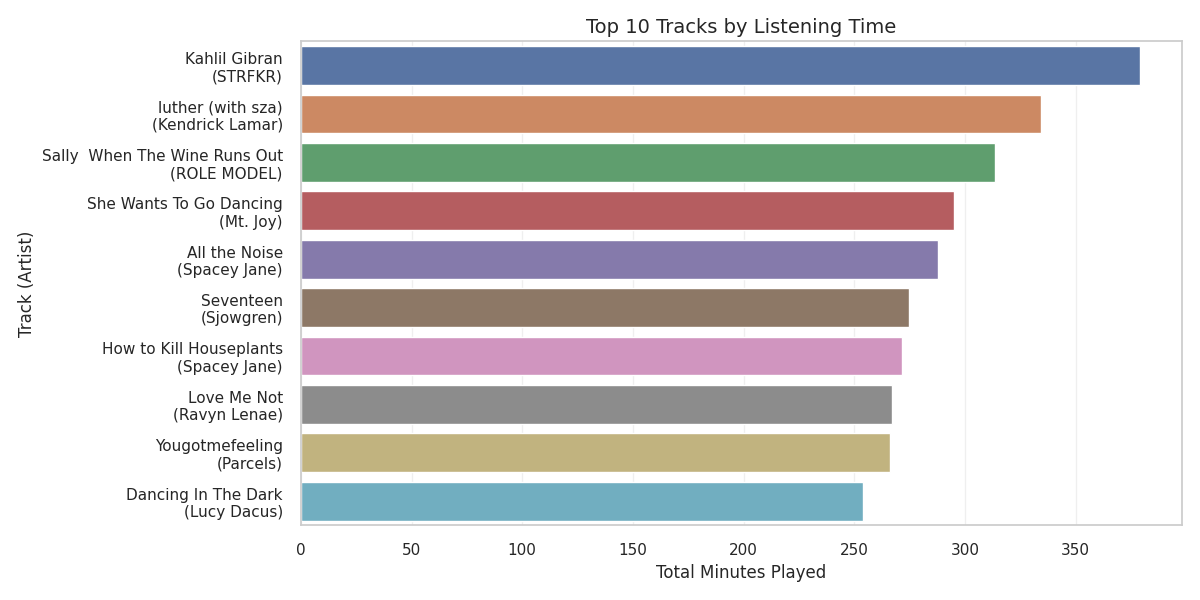 Top 10 Tracks by Listening Time
Kahlil Gibran
(STRFKR)
luther (with sza)
(Kendrick Lamar)
Sally  When The Wine Runs Out
(ROLE MODEL)
She Wants To Go Dancing
(Mt. Joy)
All the Noise
(Spacey Jane)
Seventeen
(Sjowgren)
How to Kill Houseplants
(Spacey Jane)
Love Me Not
(Ravyn Lenae)
Yougotmefeeling
(Parcels)
Dancing In The Dark
(Lucy Dacus)
Track (Artist)
0 50 100 150 200 250 300 350
Total Minutes Played